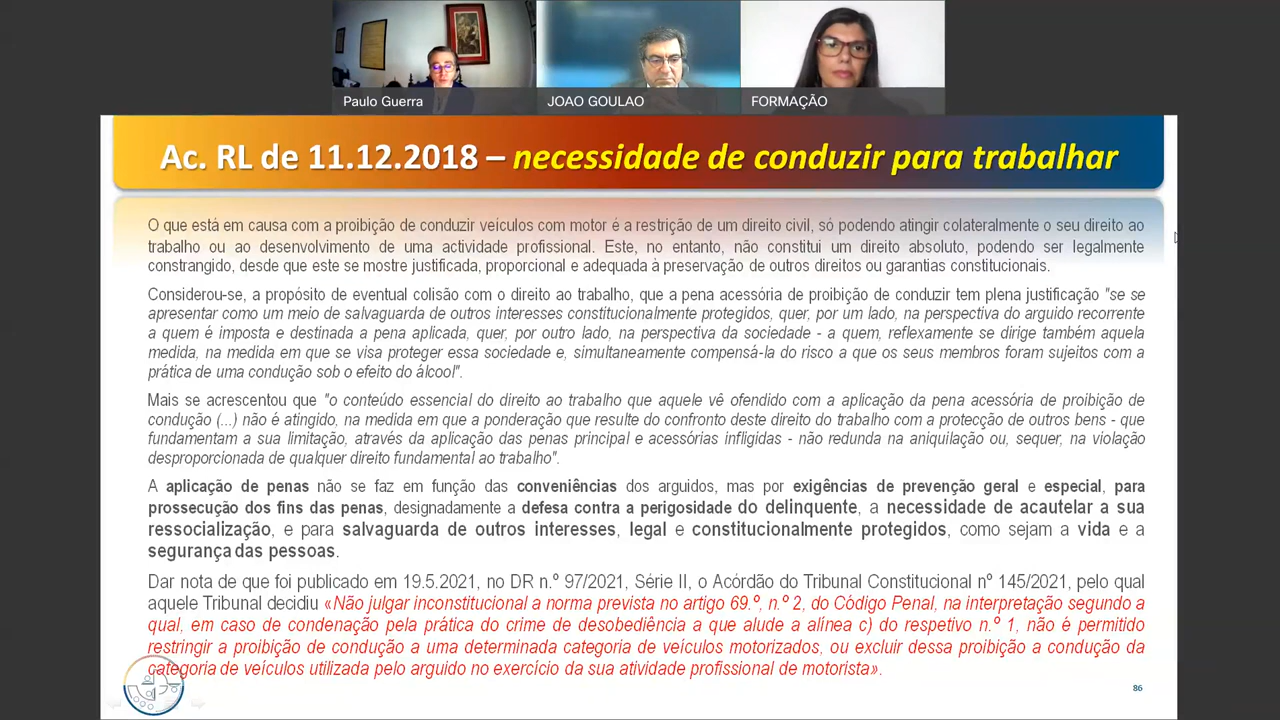 Paulo Guerra
JOAO GOULAO
FORMAÇÃO
Ac. RL de 11.12.2018 – necessidade de conduzir para trabalhar
O que está em causa com a proibição de conduzir veículos com motor é a restrição de um direito civil, só podendo atingir colateralmente o seu direito ao
trabalho ou ao desenvolvimento de uma actividade profissional. Este, no entanto, não constitui um direito absoluto, podendo ser legalmente
constrangido, desde que este se mostre justificada, proporcional e adequada à preservação de outros direitos ou garantias constitucionais.
Considerou-se, a propósito de eventual colisão com o direito ao trabalho, que a pena acessória de proibição de conduzir tem plena justificação "se se
apresentar como um meio de salvaguarda de outros interesses constitucionalmente protegidos, quer, por um lado, na perspectiva do arguido recorrente
a quem é imposta e destinada a pena aplicada, quer, por outro lado, na perspectiva da sociedade - a quem, reflexamente se dirige também aquela
medida, na medida em que se visa proteger essa sociedade e, simultaneamente compensá-la do risco a que os seus membros foram sujeitos com a
prática de uma condução sob o efeito do álcool".
Mais se acrescentou que "o conteúdo essencial do direito ao trabalho que aquele vê ofendido com a aplicação da pena acessória de proibição de
condução (...) não é atingido, na medida em que a ponderação que resulte do confronto deste direito do trabalho com a protecção de outros bens - que
fundamentam a sua limitação, através da aplicação das penas principal e acessórias infligidas - não redunda na aniquilação ou, sequer, na violação
desproporcionada de qualquer direito fundamental ao trabalho".
A aplicação de penas não se faz em função das conveniências dos arguidos, mas por exigências de prevenção geral e especial, para
prossecução dos fins das penas, designadamente a defesa contra a perigosidade do delinquente, a necessidade de acautelar a sua
ressocialização, e para salvaguarda de outros interesses, legal e constitucionalmente protegidos, como sejam a vida e a
segurança das pessoas.
Dar nota de que foi publicado em 19.5.2021, no DR n.º 97/2021, Série II, o Acórdão do Tribunal Constitucional nº 145/2021, pelo qual
aquele Tribunal decidiu «Não julgar inconstitucional a norma prevista no artigo 69.º, n.º 2, do Código Penal, na interpretação segundo a
qual, em caso de condenação pela prática do crime de desobediência a que alude a alínea c) do respetivo n.º 1, não é permitido
restringir a proibição de condução a uma determinada categoria de veículos motorizados, ou excluir dessa proibição a condução da
categoria de veículos utilizada pelo arguido no exercício da sua atividade profissional de motorista».
86